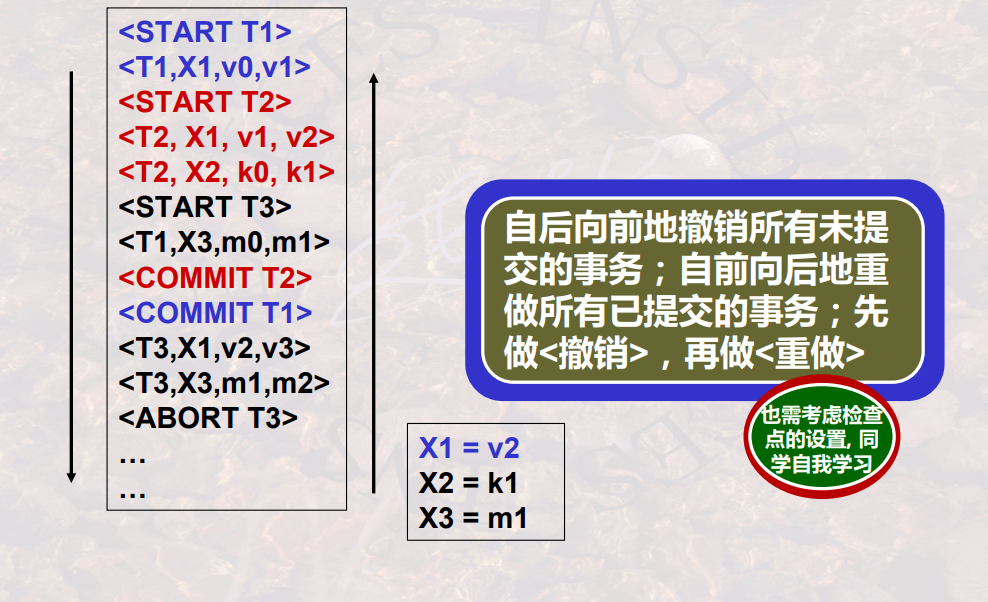 <START T1>
<T1,X1,v0,v1>
<START T2>
<T2, X1, v1, v2>
<T2, X2, k0, k1>
<START T3>
<T1,X3,m0,m1>
<COMMIT T2>
<COMMIT T1>
<T3,X1,v2,v3>
<T3,X3,m1,m2>
<ABORT T3>
…
…
自后向前地撤销所有未提
交的事务；自前向后地重
做所有已提交的事务；先
做<撤销>，再做<重做>
也需考虑检查
点的设置, 同
学自我学习
X1 = v2
X2 = k1
X3 = m1